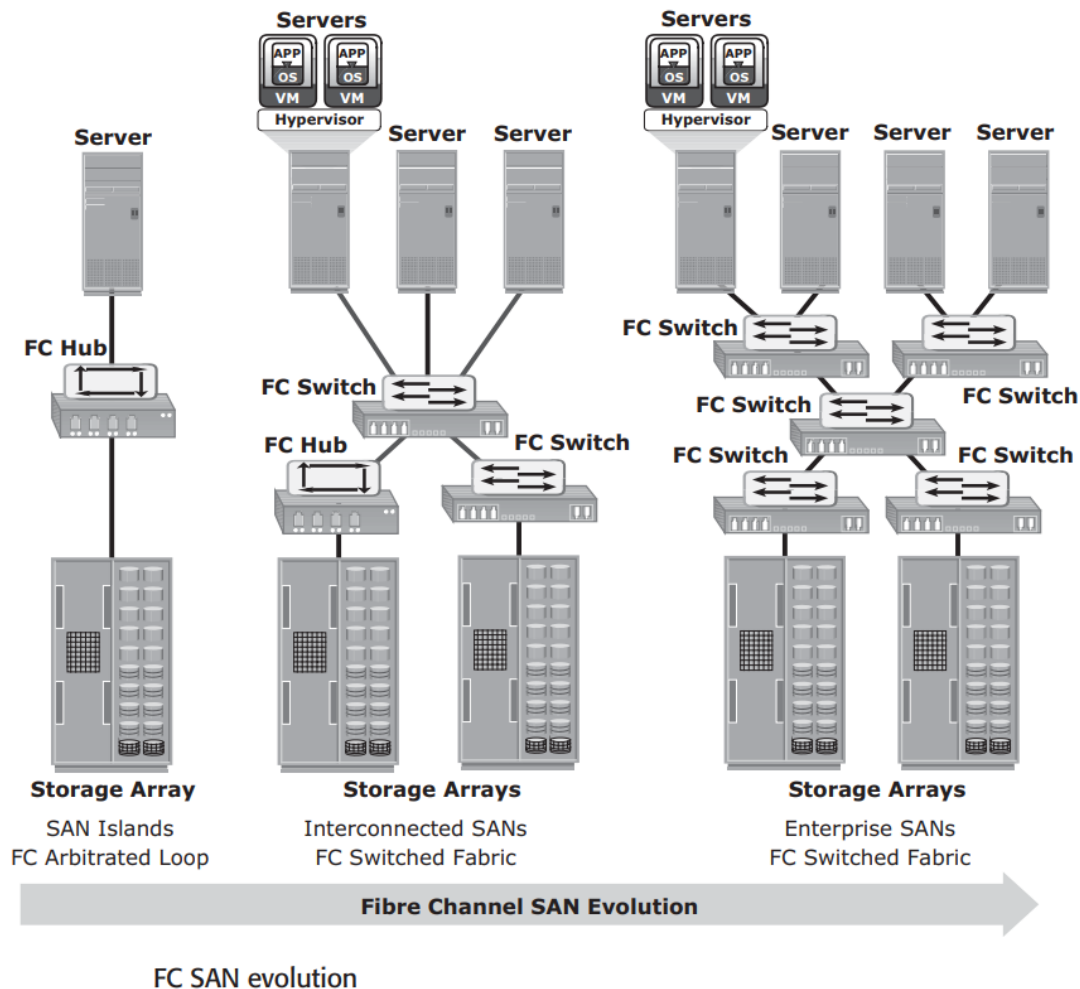 Servers
APP
OS
VM
APP
OS
VM
Hypervisor
Servers
APP
OS
VM
APP
OS
VM
Hypervisor
Server
Server
Server
Server
Server
Server
FC Hub
FC Switch
FC Hub
FC Switch
FC Switch
FC Switch
FC Switch
FC Switch
FC Switch
Storage Array
SAN Islands
FC Arbitrated Loop
Storage Arrays
Interconnected SANs
FC Switched Fabric
Storage Arrays
Enterprise SANs
FC Switched Fabric
Fibre Channel SAN Evolution
FC SAN evolution